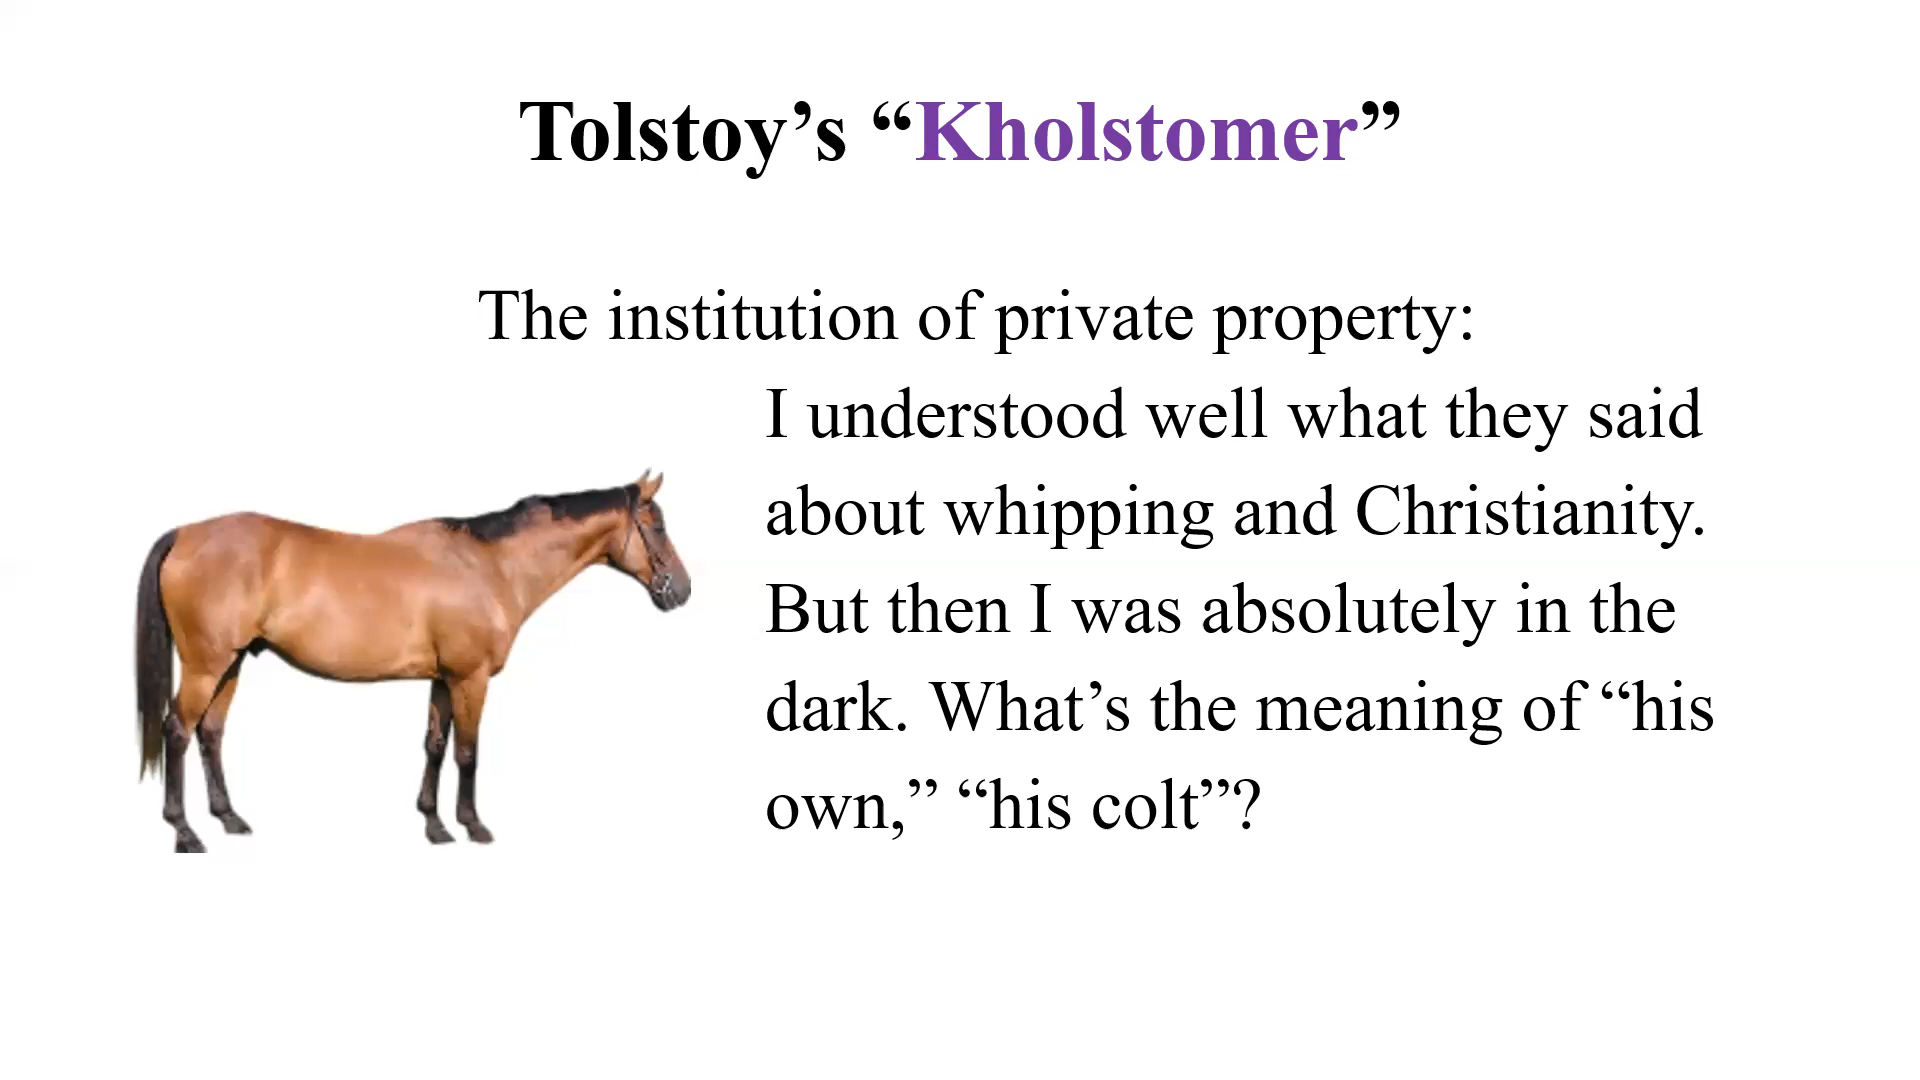 Tolstoy’s “Kholstomer”
The institution of private property:
I understood well what they said
about whipping and Christianity.
But then I was absolutely in the
dark. What’s the meaning of “his
own,” “his colt”?